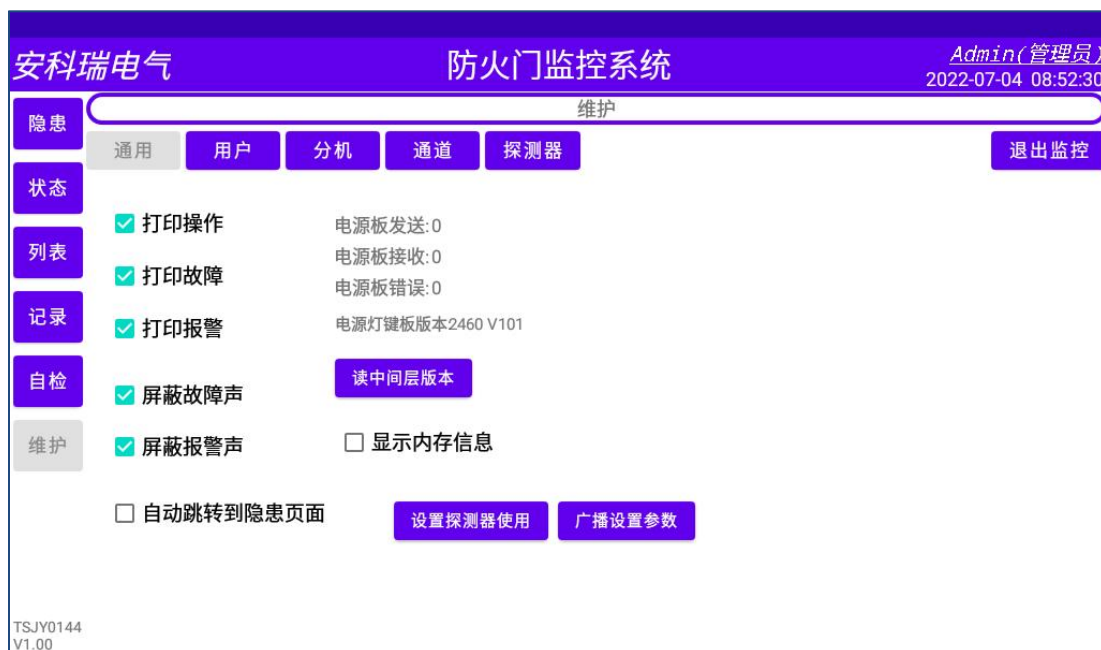 安科瑞电气
防火门监控系统
Admin(管理员)
2022-07-04 08:52:30
隐患
维护
通用 用户 分机 通道 探测器 退出监控
状态
打印操作
电源板发送:0
列表
电源板接收:0
打印故障
电源板错误:0
记录
打印报警
电源灯键板版本2460 V101
自检
读中间层版本
屏蔽故障声
维护
屏蔽报警声
显示内存信息
自动跳转到隐患页面
设置探测器使用 广播设置参数
TSJY0144
V1.00